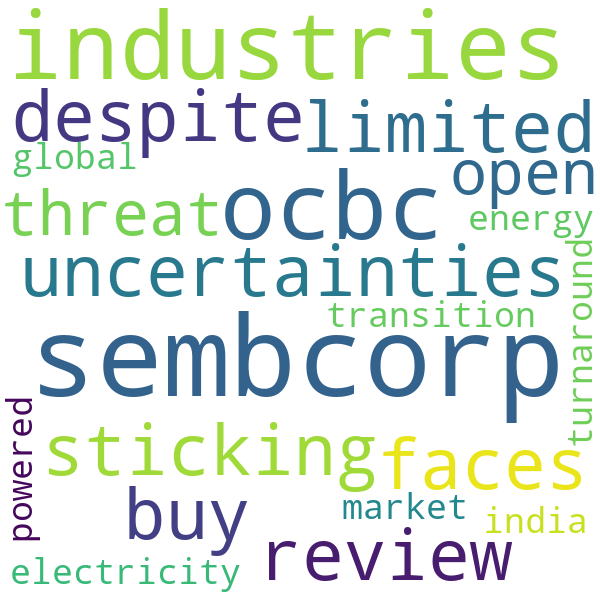 industries
despite limited
global open
threat ocbc energy
uncertainties
transition
turnaround
sembcorp
powered
sticking faces
buy market india
review
electricity